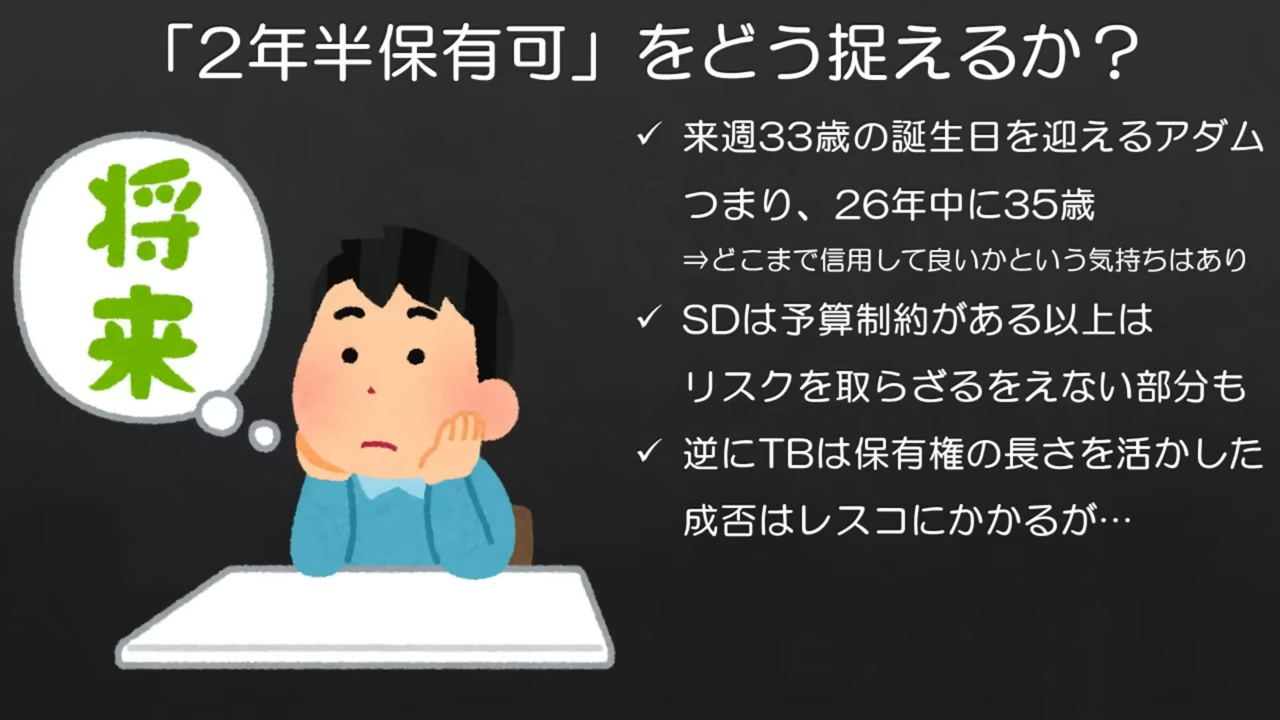 「2年半保有可」をどう捉えるか？
将
来
✓ 来週33歳の誕生日を迎えるアダム
つまり、26年中に35歳
⇒どこまで信用して良いかという気持ちはあり
✓ SDは予算制約がある以上は
リスクを取らざるをえない部分も
✓ 逆にTBは保有権の長さを活かした
成否はレスコにかかるが…